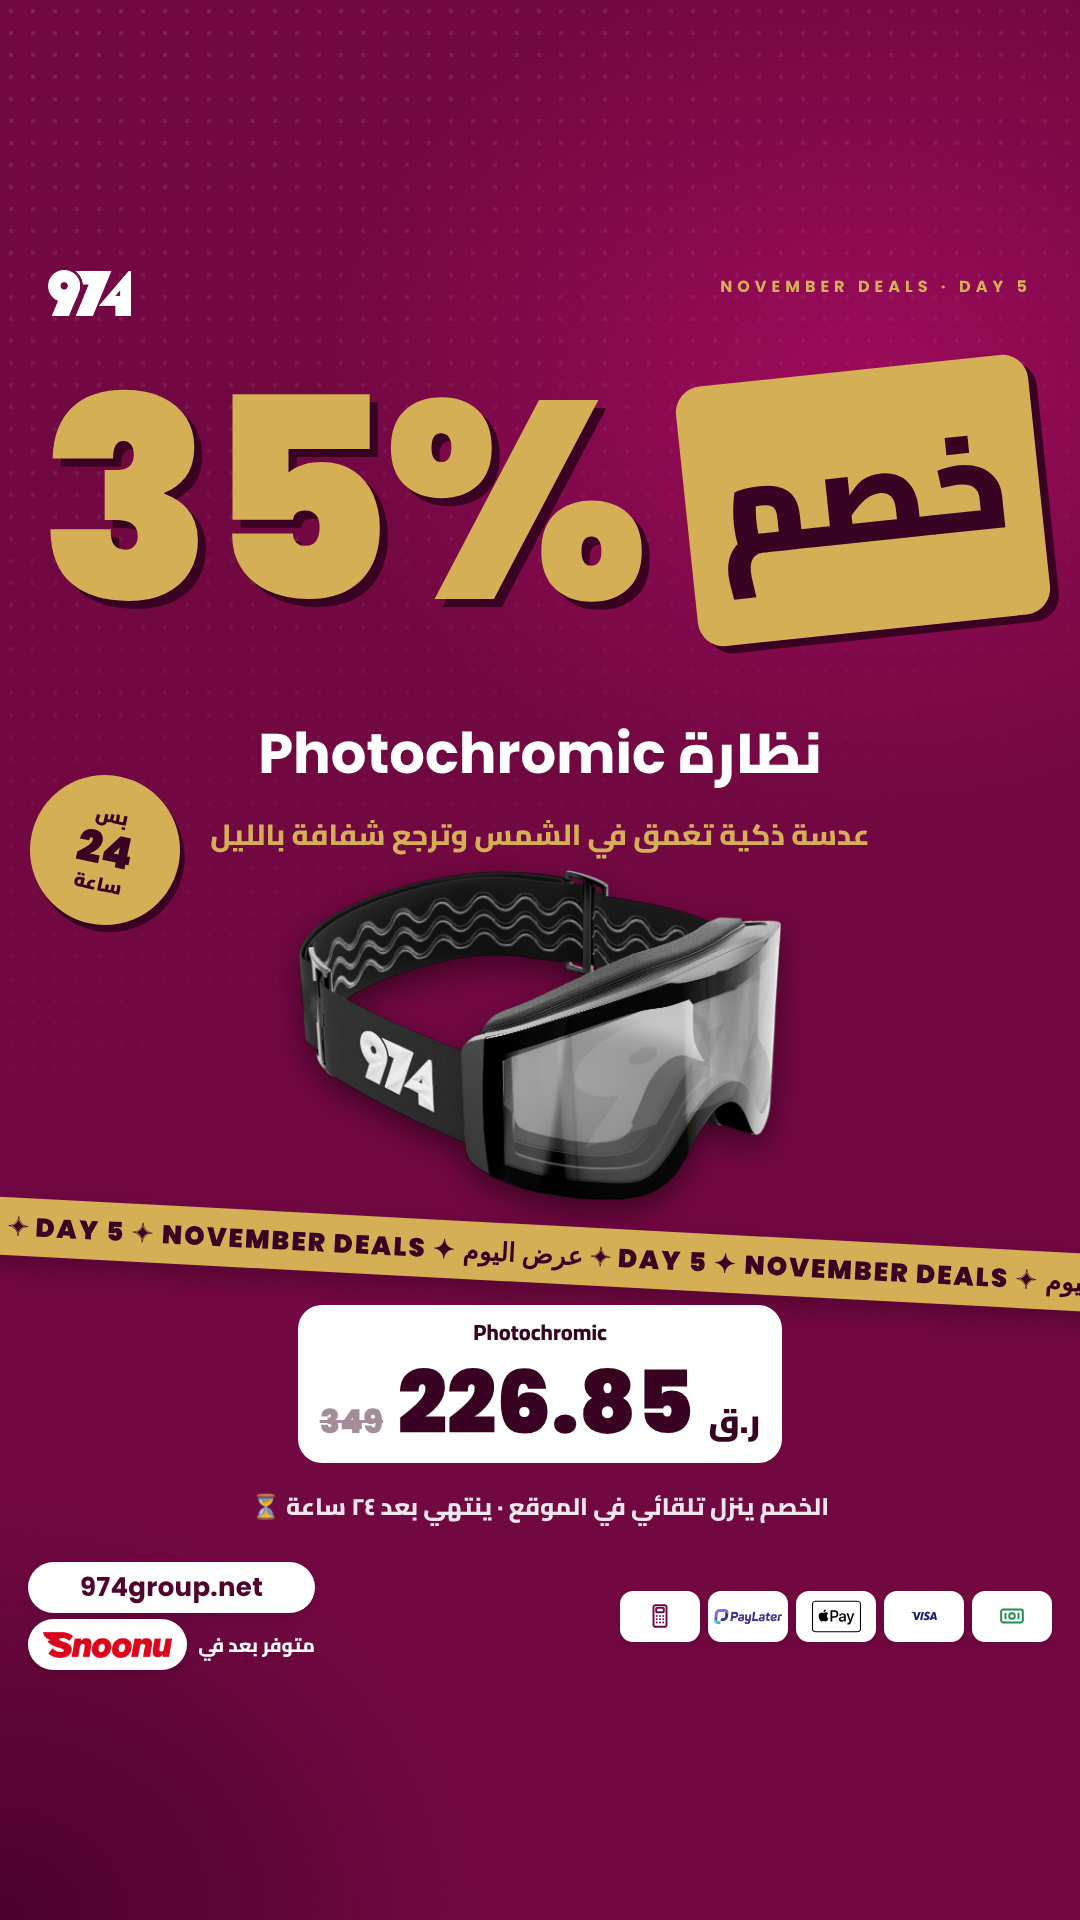 974
NOVEMBER DEALS · DAY 5
35% خصم
نظارة Photochromic
عدسة ذكية تغمق في الشمس وترجع شفافة بالليل
بس
24
ساعة
974
✦ DAY 5 ✦ NOVEMBER DEALS ✦ عرض اليوم ✦ DAY 5 ✦ NOVEMBER DEALS ✦ يوم
Photochromic
349 226.85 ر.ق
الخصم ينزل تلقائي في الموقع · ينتهي بعد ٢٤ ساعة ⏳
974group.net
متوفر بعد في Snoonu
PayLater Pay VISA